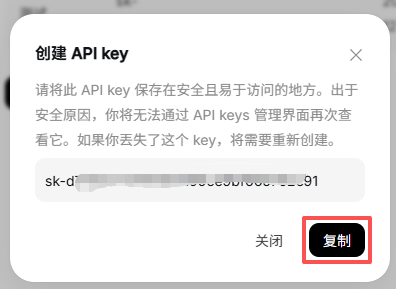 创建 API key
请将此 API key 保存在安全且易于访问的地方。出于
安全原因，你将无法通过 API keys 管理界面再次查
看它。如果你丢失了这个 key，将需要重新创建。
sk-d
91
关闭
复制